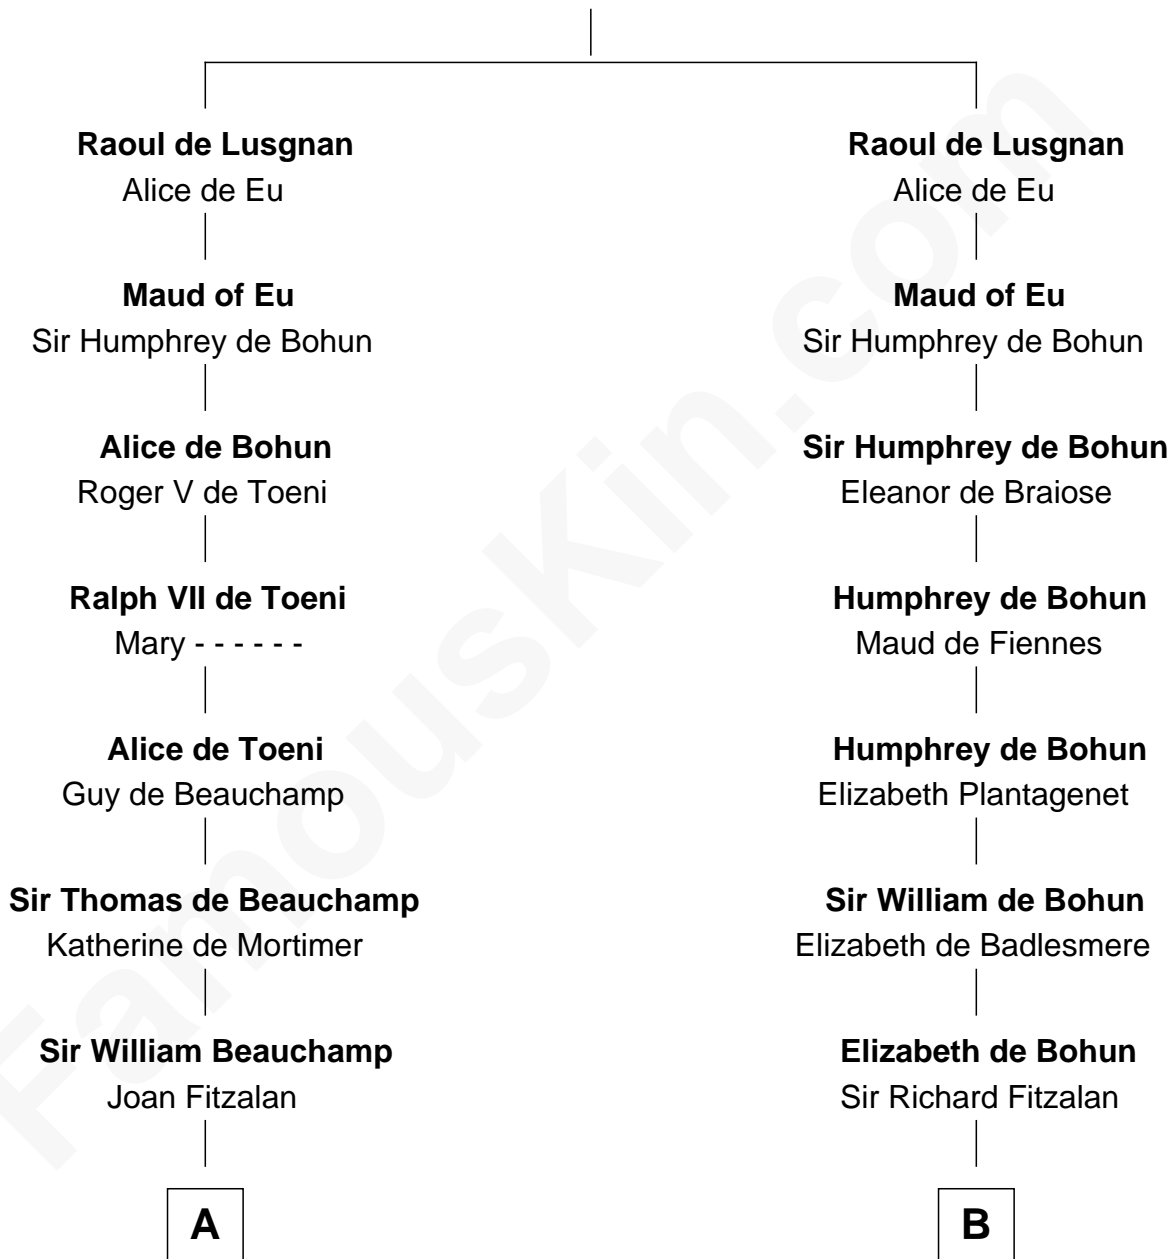 Raoul de Lusgnan
Alice de Eu
Maud of Eu
Sir Humphrey de Bohun
Alice de Bohun
Roger V de Toeni
Ralph VII de Toeni
Mary - - - - - -
Alice de Toeni
Guy de Beauchamp
Sir Thomas de Beauchamp
Katherine de Mortimer
Sir William Beauchamp
Joan Fitzalan
A
Raoul de Lusgnan
Alice de Eu
Maud of Eu
Sir Humphrey de Bohun
Sir Humphrey de Bohun
Eleanor de Braiose
Humphrey de Bohun
Maud de Fiennes
Humphrey de Bohun
Elizabeth Plantagenet
Sir William de Bohun
Elizabeth de Badlesmere
Elizabeth de Bohun
Sir Richard Fitzalan
B
FamousKin.com